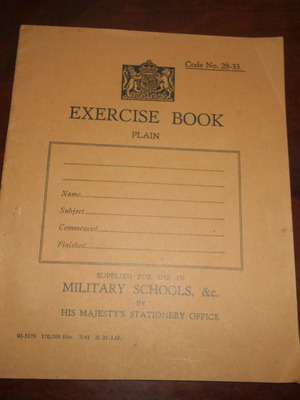 Code No. 28-33
EXERCISE BOOK
PLAIN
Name
Subject
Commenced
Finished
SUPPLIED FOR USE IN
MILITARY SCHOOLS, &c.
BY
HIS MAJESTY'S STATIONERY OFFICE